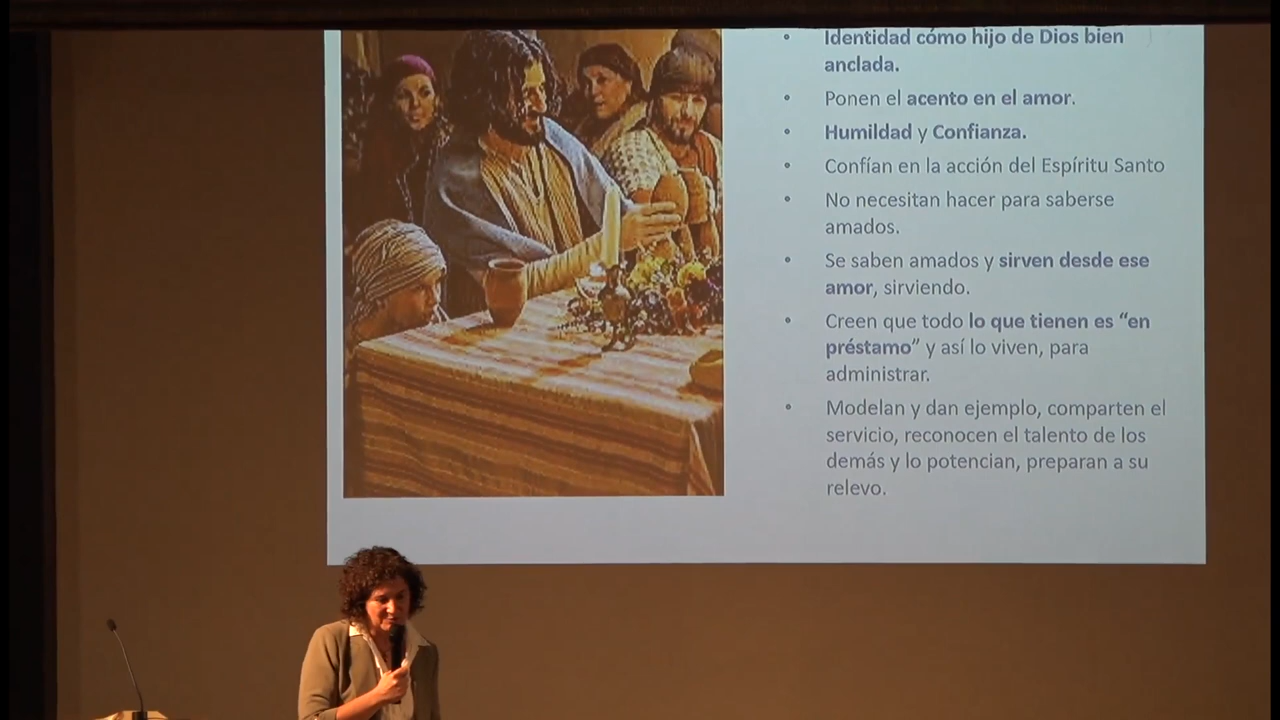 Identidad cómo hijo de Dios bien
anclada.
Ponen el acento en el amor.
Humildad y Confianza.
Confían en la acción del Espíritu Santo
No necesitan hacer para saberse
amados.
Se saben amados y sirven desde ese
amor, sirviendo.
Creen que todo lo que tienen es “en
préstamo” y así lo viven, para
administrar.
Modelan y dan ejemplo, comparten el
servicio, reconocen el talento de los
demás y lo potencian, preparan a su
relevo.